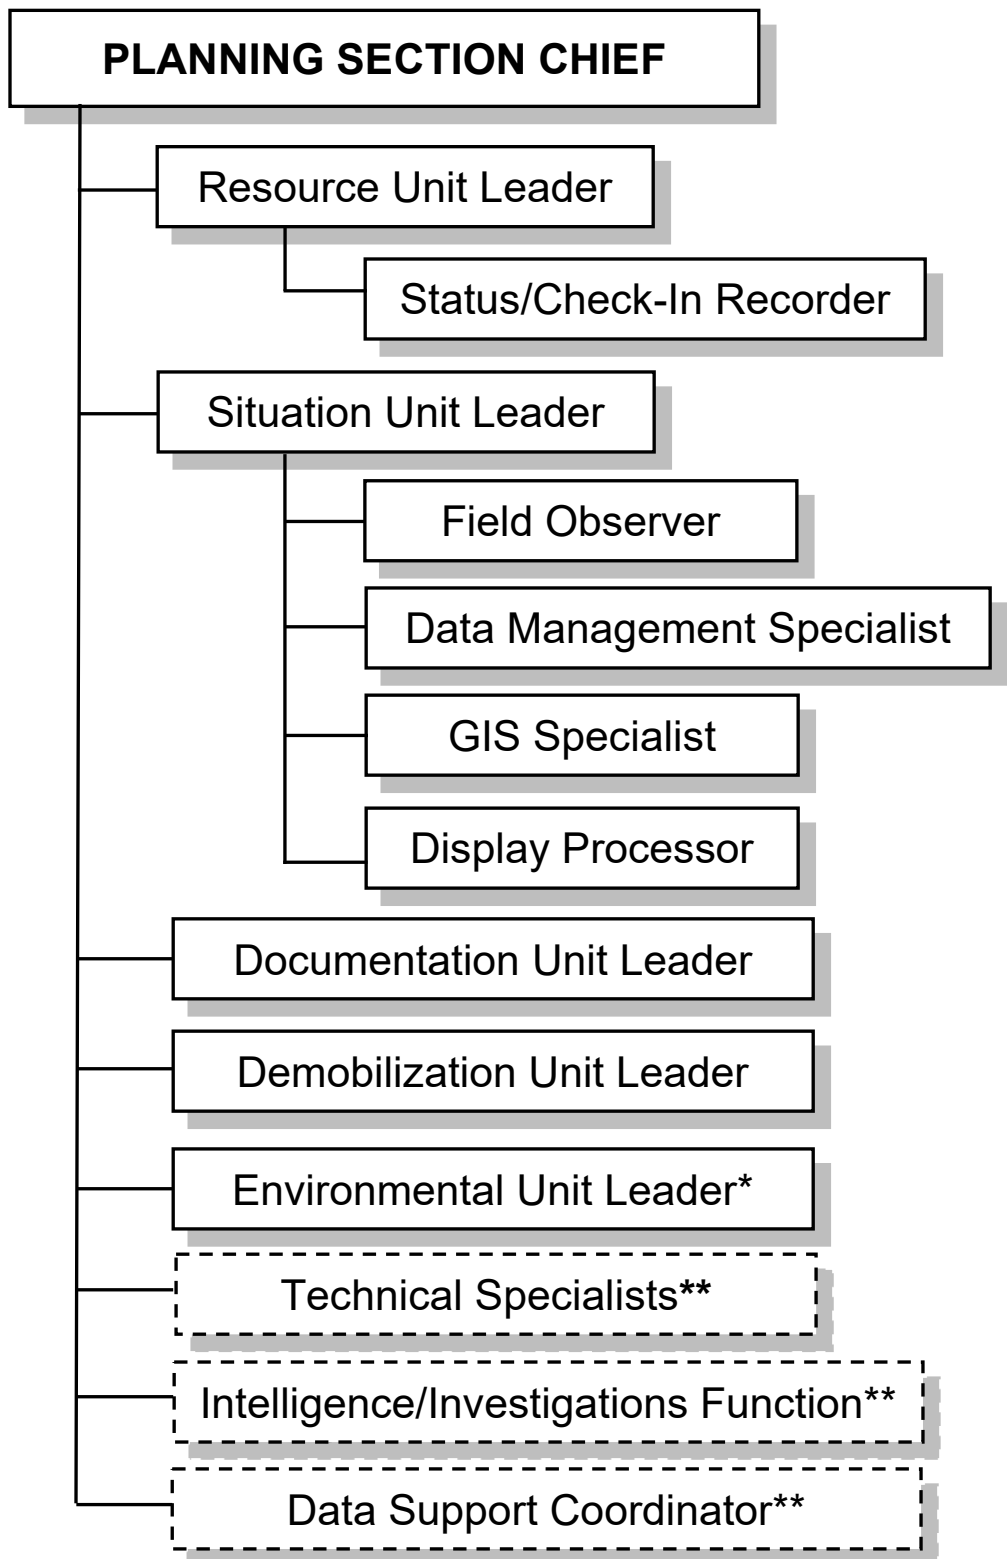 PLANNING SECTION CHIEF
Resource Unit Leader
Status/Check-In Recorder
Situation Unit Leader
Field Observer
Data Management Specialist
GIS Specialist
Display Processor
Documentation Unit Leader
Demobilization Unit Leader
Environmental Unit Leader*
Technical Specialists**
Intelligence/Investigations Function**
Data Support Coordinator**